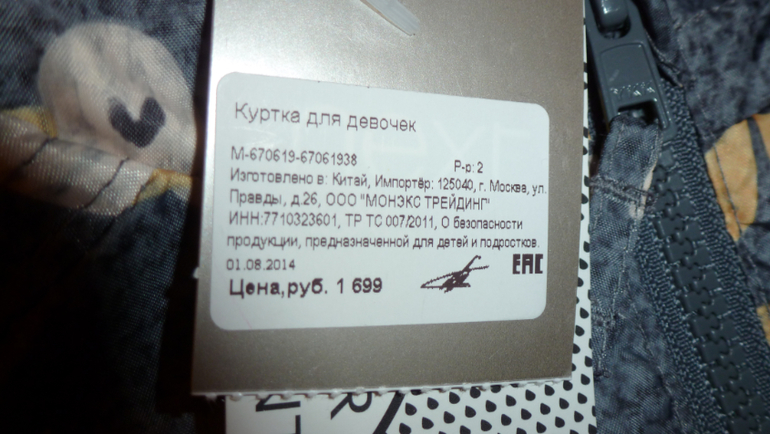 Куртка для девочек
М-670619-67061938 Р-р: 2
Изготовлено в: Китай, Импортёр: 125040, г. Москва, ул.
Правды, д.26, ООО "МОНЭКС ТРЕЙДИНГ"
ИНН:7710323601, ТР ТС 007/2011, О безопасности
продукции, предназначенной для детей и подростков.
01.08.2014
Цена,руб. 1 699
EAC